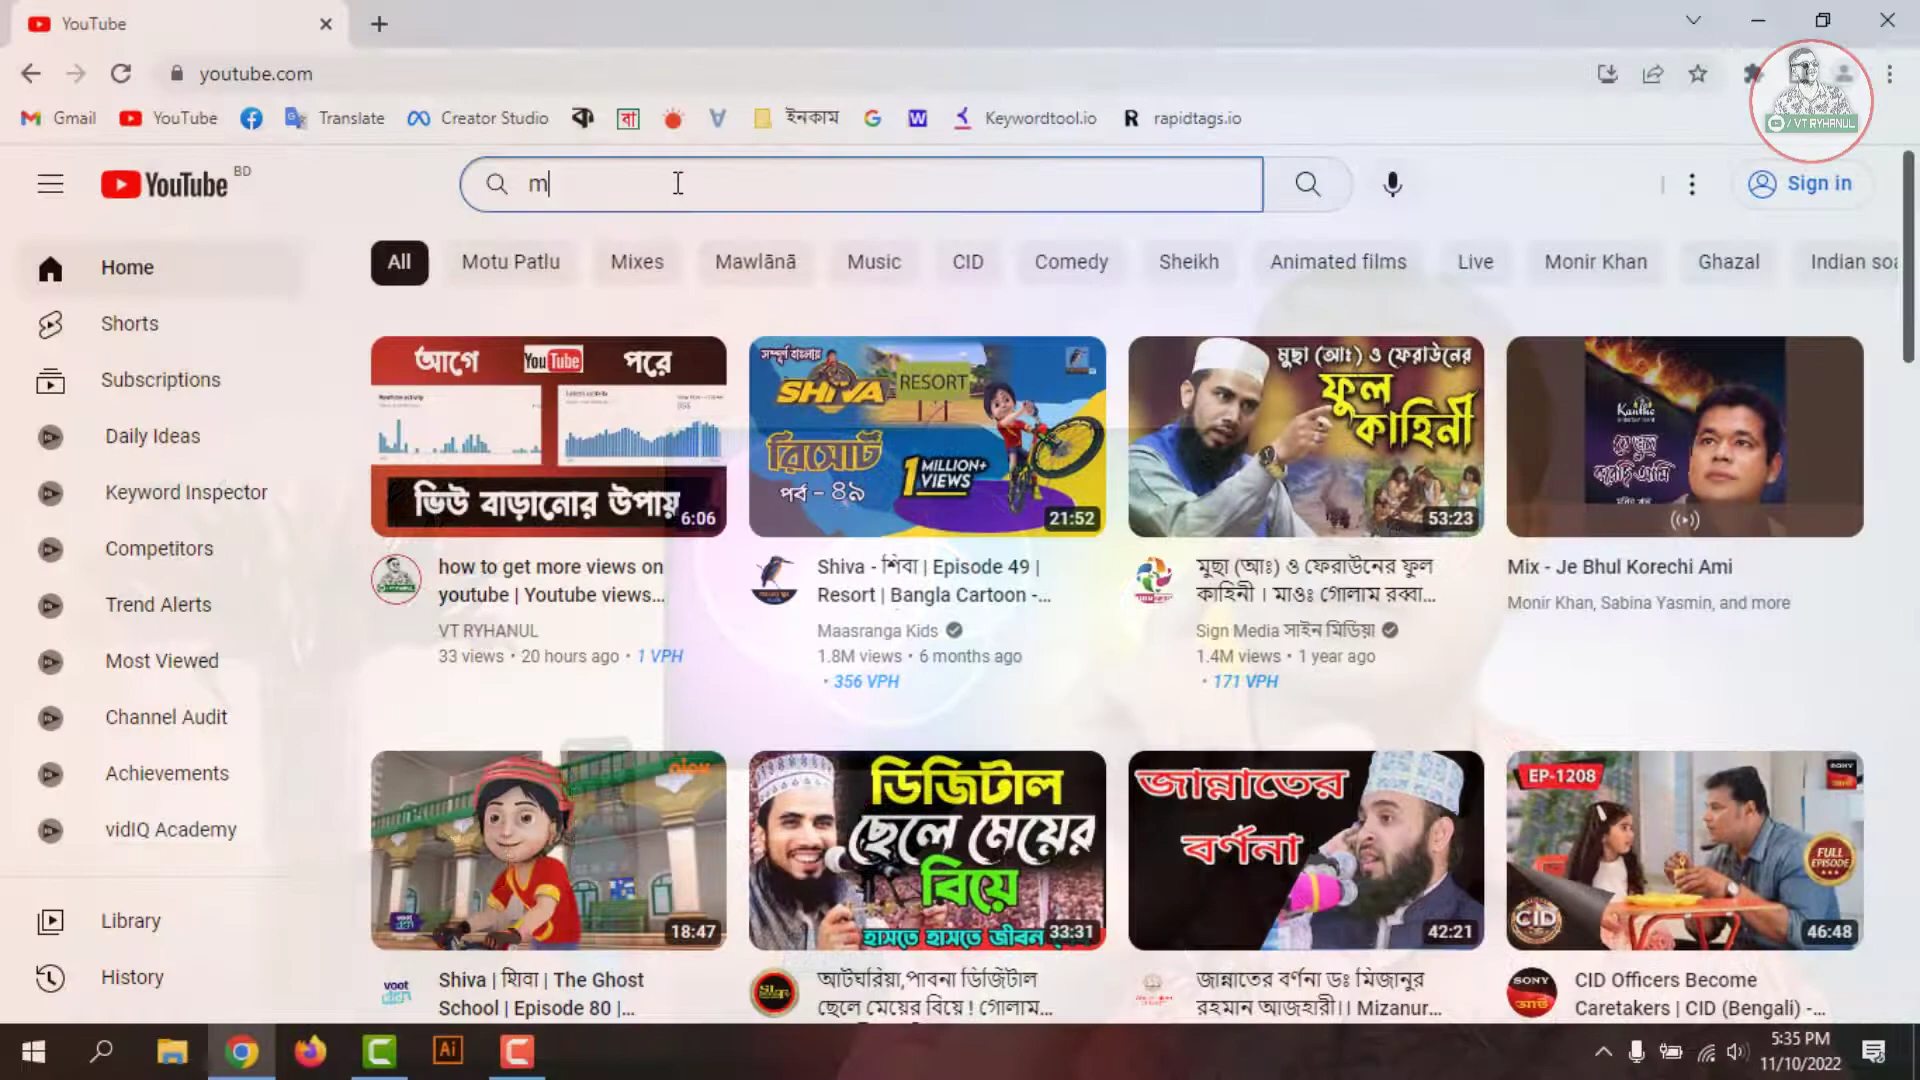 YouTube
youtube.com
Gmail
YouTube
Translate
Creator Studio
ক
বা
ইনকাম
Keywordtool.io
rapidtags.io
/ VT RYHANUL
YouTube BD
m
Sign in
All
Motu Patlu
Mixes
Mawlānā
Music
CID
Comedy
Sheikh
Animated films
Live
Monir Khan
Ghazal
Indian soa
Home
Shorts
Subscriptions
Daily Ideas
Keyword Inspector
Competitors
Trend Alerts
Most Viewed
Channel Audit
Achievements
vidIQ Academy
Library
History
আগে YouTube পরে
ভিউ বাড়ানোর উপায়
6:06
how to get more views on
youtube | Youtube views...
VT RYHANUL
33 views • 20 hours ago • 1 VPH
সম্পূর্ণ বাংলায়
SHIVA
RESORT
রিসোর্ট
পর্ব - ৪৯
1 MILLION+
VIEWS
21:52
Shiva - শিবা | Episode 49 |
Resort | Bangla Cartoon -...
Maasranga Kids
1.8M views • 6 months ago
• 356 VPH
মুছা (আঃ) ও ফেরাউনের
ফুল
কাহিনী
53:23
মুছা (আঃ) ও ফেরাউনের ফুল
কাহিনী । মাওঃ গোলাম রব্বা...
Sign Media সাইন মিডিয়া
1.4M views • 1 year ago
• 171 VPH
Mix - Je Bhul Korechi Ami
Monir Khan, Sabina Yasmin, and more
18:47
voot
Shiva | शिवा | The Ghost
School | Episode 80 |...
ডিজিটাল
ছেলে মেয়ের
বিয়ে
হাসতে হাসতে জীবন
33:31
আটঘরিয়া,পাবনা ডিজিটাল
ছেলে মেয়ের বিয়ে ! গোলাম...
জান্নাতের
বর্ণনা
42:21
জান্নাতের বর্ণনা ডঃ মিজানুর
রহমান আজহারী।। Mizanur...
EP-1208
SONY
FULL
EPISODE
CID
46:48
SONY
আট
CID Officers Become
Caretakers | CID (Bengali) -...
Ai
5:35 PM
11/10/2022